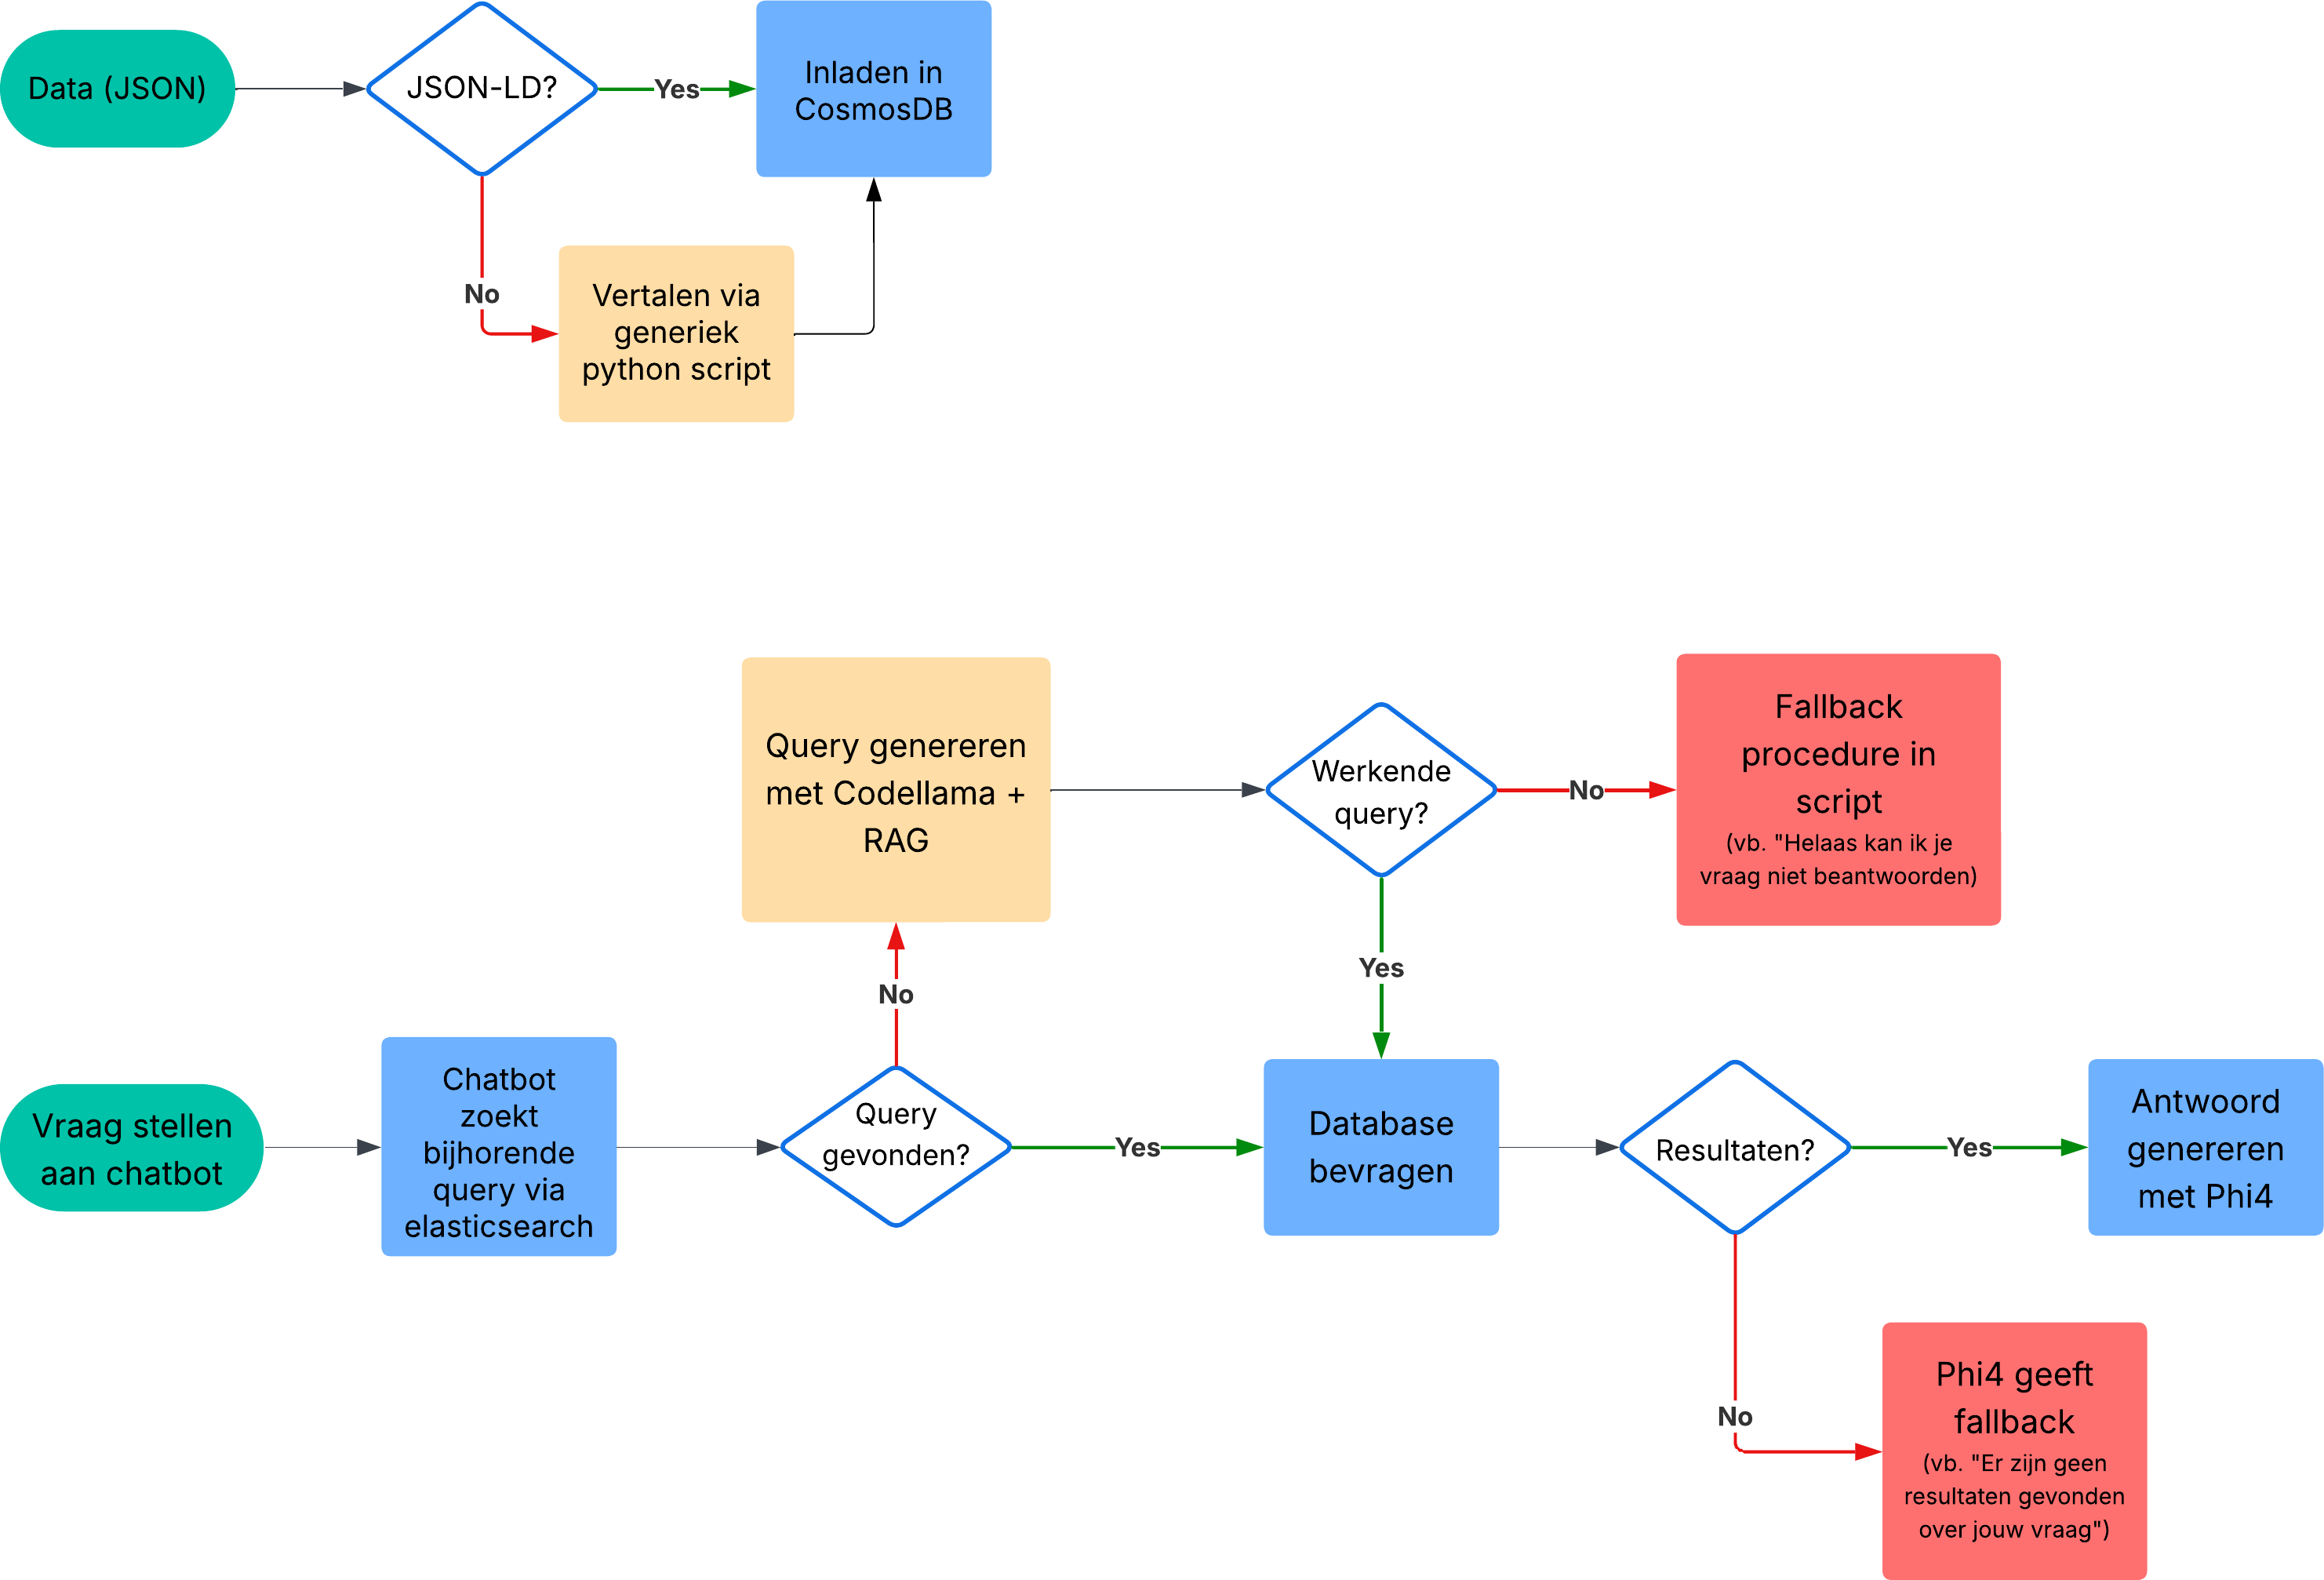 Data (JSON)
JSON-LD?
Yes
Inladen in
CosmosDB
No
Vertalen via
generiek
python script
Query genereren
met Codellama +
RAG
Werkende
query?
No
Fallback
procedure in
script
(vb. "Helaas kan ik je
vraag niet beantwoorden)
Yes
No
Vraag stellen
aan chatbot
Chatbot
zoekt
bijhorende
query via
elasticsearch
Query
gevonden?
Yes
Database
bevragen
Resultaten?
Yes
Antwoord
genereren
met Phi4
No
Phi4 geeft
fallback
(vb. "Er zijn geen
resultaten gevonden
over jouw vraag")